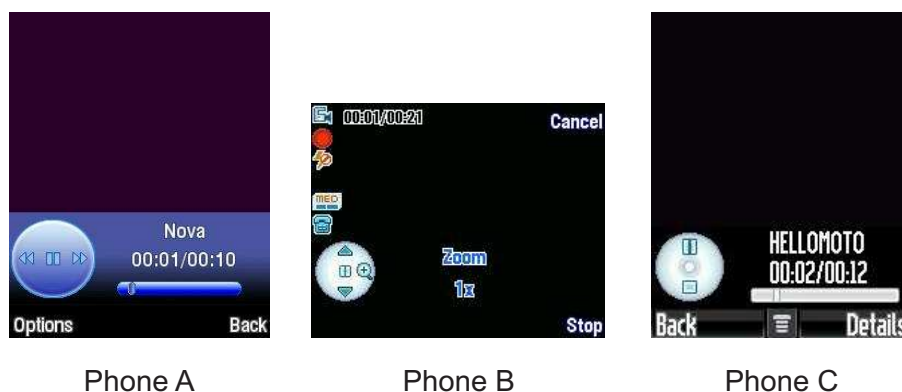 Nova
00:01/00:10
Options Back
00:01/00:21 Cancel
MED
Zoom
1x
Stop
HELLOMOTO
00:02/00:12
Back Details
Phone A Phone B Phone C